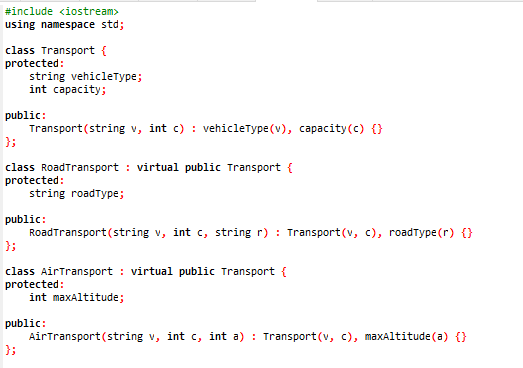 #include <iostream>
using namespace std;

class Transport {
protected:
    string vehicleType;
    int capacity;

public:
    Transport(string v, int c) : vehicleType(v), capacity(c) {}
};

class RoadTransport : virtual public Transport {
protected:
    string roadType;

public:
    RoadTransport(string v, int c, string r) : Transport(v, c), roadType(r) {}
};

class AirTransport : virtual public Transport {
protected:
    int maxAltitude;

public:
    AirTransport(string v, int c, int a) : Transport(v, c), maxAltitude(a) {}
};